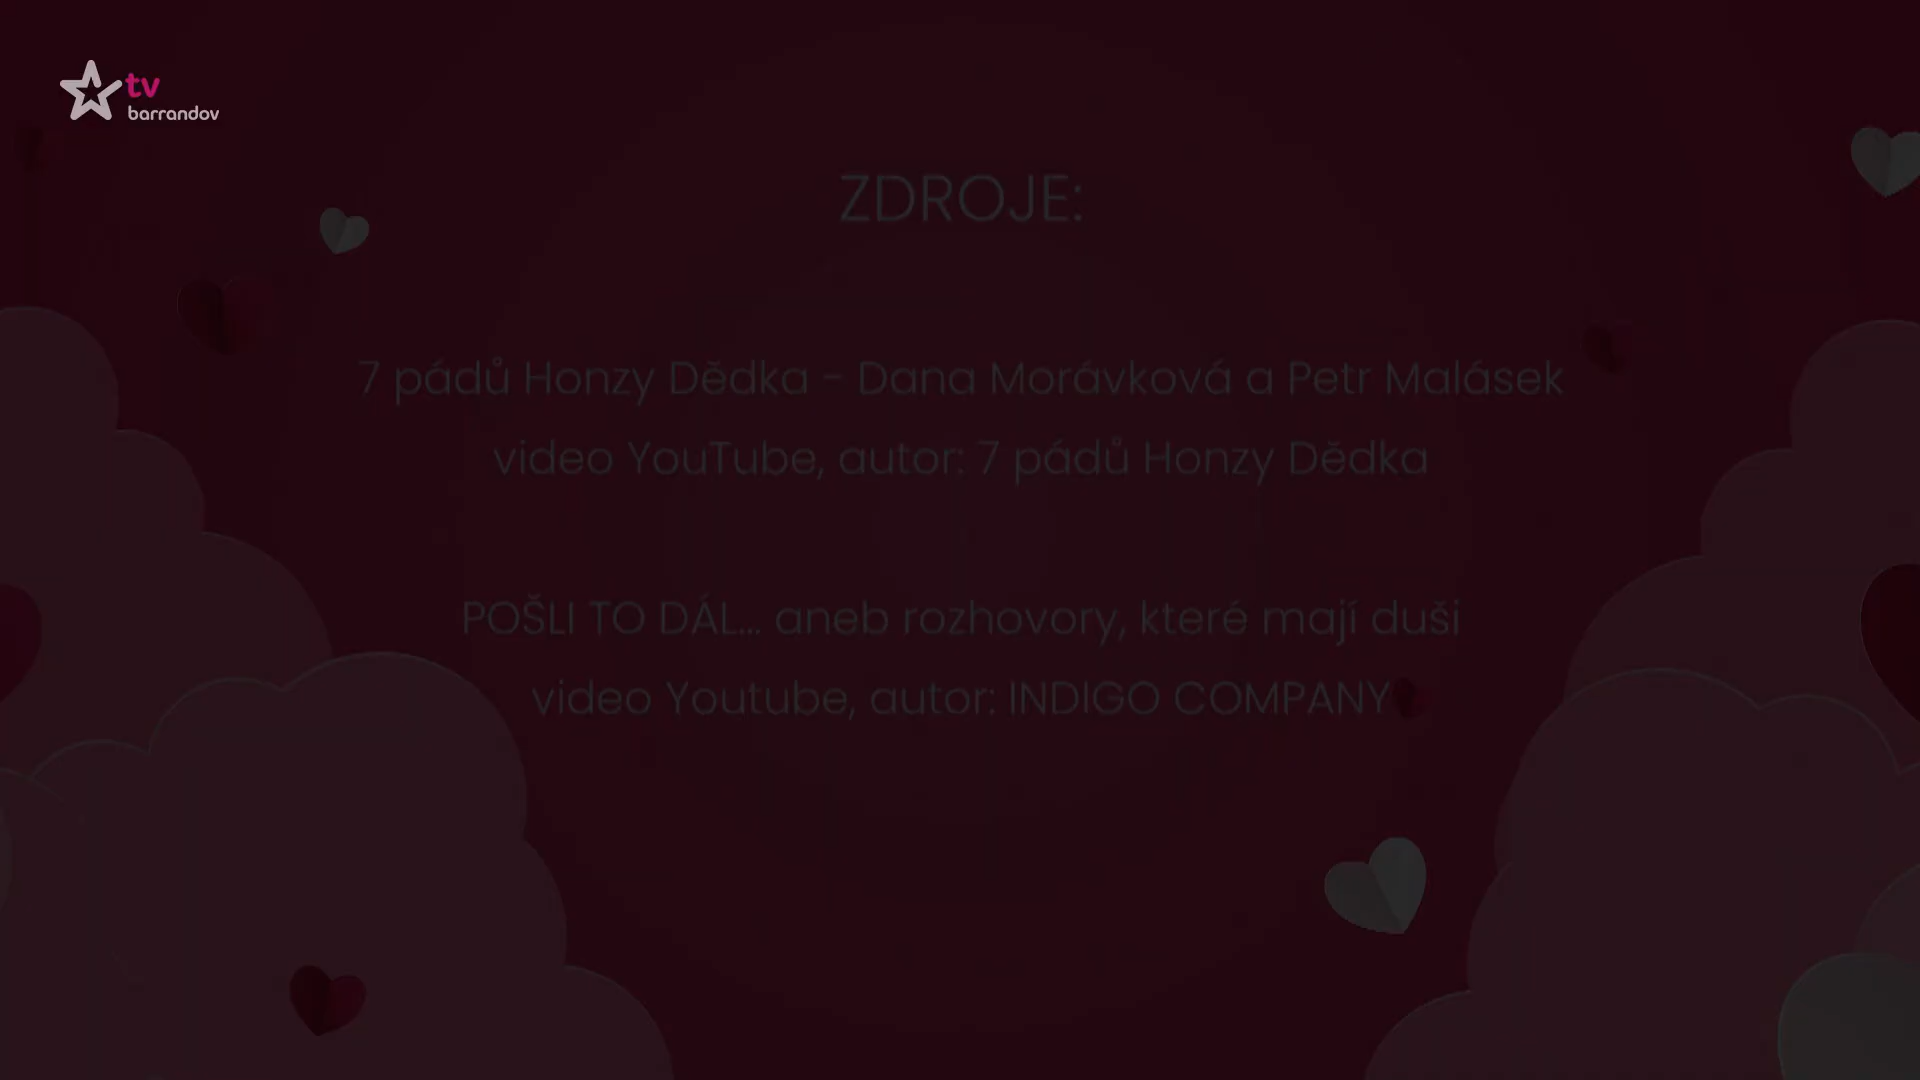 tv
barrandov
ZDROJE:
7 pádů Honzy Dědka - Dana Morávková a Petr Malásek
video YouTube, autor: 7 pádů Honzy Dědka
POŠLI TO DÁL... aneb rozhovory, které mají duši
video Youtube, autor: INDIGO COMPANY